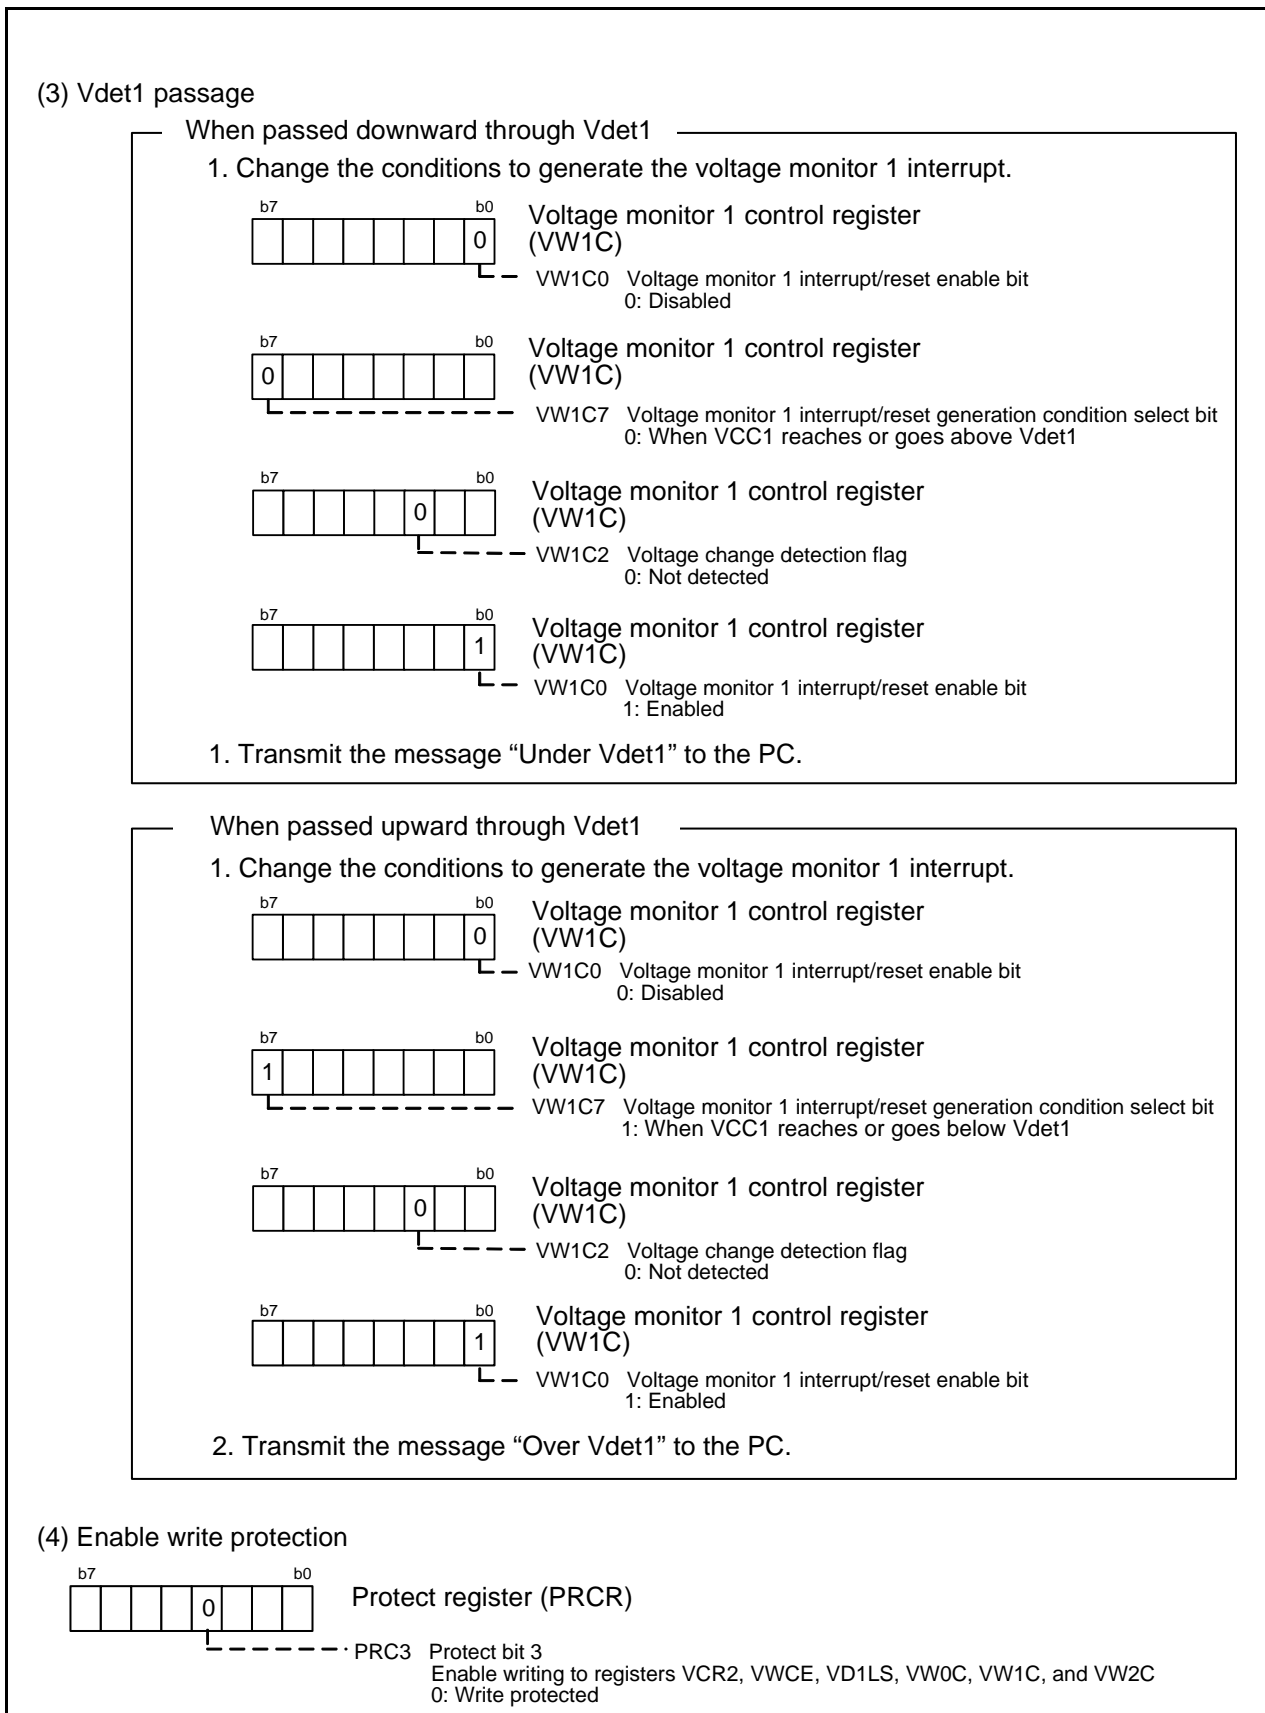 (3) Vdet1 passage
When passed downward through Vdet1
1. Change the conditions to generate the voltage monitor 1 interrupt.
b7 b0
Voltage monitor 1 control register
(VW1C)
0
VW1C0 Voltage monitor 1 interrupt/reset enable bit
0: Disabled
b7 b0
Voltage monitor 1 control register
(VW1C)
0
VW1C7 Voltage monitor 1 interrupt/reset generation condition select bit
0: When VCC1 reaches or goes above Vdet1
b7 b0
Voltage monitor 1 control register
(VW1C)
0
VW1C2 Voltage change detection flag
0: Not detected
b7 b0
Voltage monitor 1 control register
(VW1C)
1
VW1C0 Voltage monitor 1 interrupt/reset enable bit
1: Enabled
1. Transmit the message “Under Vdet1” to the PC.
When passed upward through Vdet1
1. Change the conditions to generate the voltage monitor 1 interrupt.
b7 b0
Voltage monitor 1 control register
(VW1C)
0
VW1C0 Voltage monitor 1 interrupt/reset enable bit
0: Disabled
b7 b0
Voltage monitor 1 control register
(VW1C)
1
VW1C7 Voltage monitor 1 interrupt/reset generation condition select bit
1: When VCC1 reaches or goes below Vdet1
b7 b0
Voltage monitor 1 control register
(VW1C)
0
VW1C2 Voltage change detection flag
0: Not detected
b7 b0
Voltage monitor 1 control register
(VW1C)
1
VW1C0 Voltage monitor 1 interrupt/reset enable bit
1: Enabled
2. Transmit the message “Over Vdet1” to the PC.
(4) Enable write protection
b7 b0
0
Protect register (PRCR)
PRC3 Protect bit 3
Enable writing to registers VCR2, VWCE, VD1LS, VW0C, VW1C, and VW2C
0: Write protected